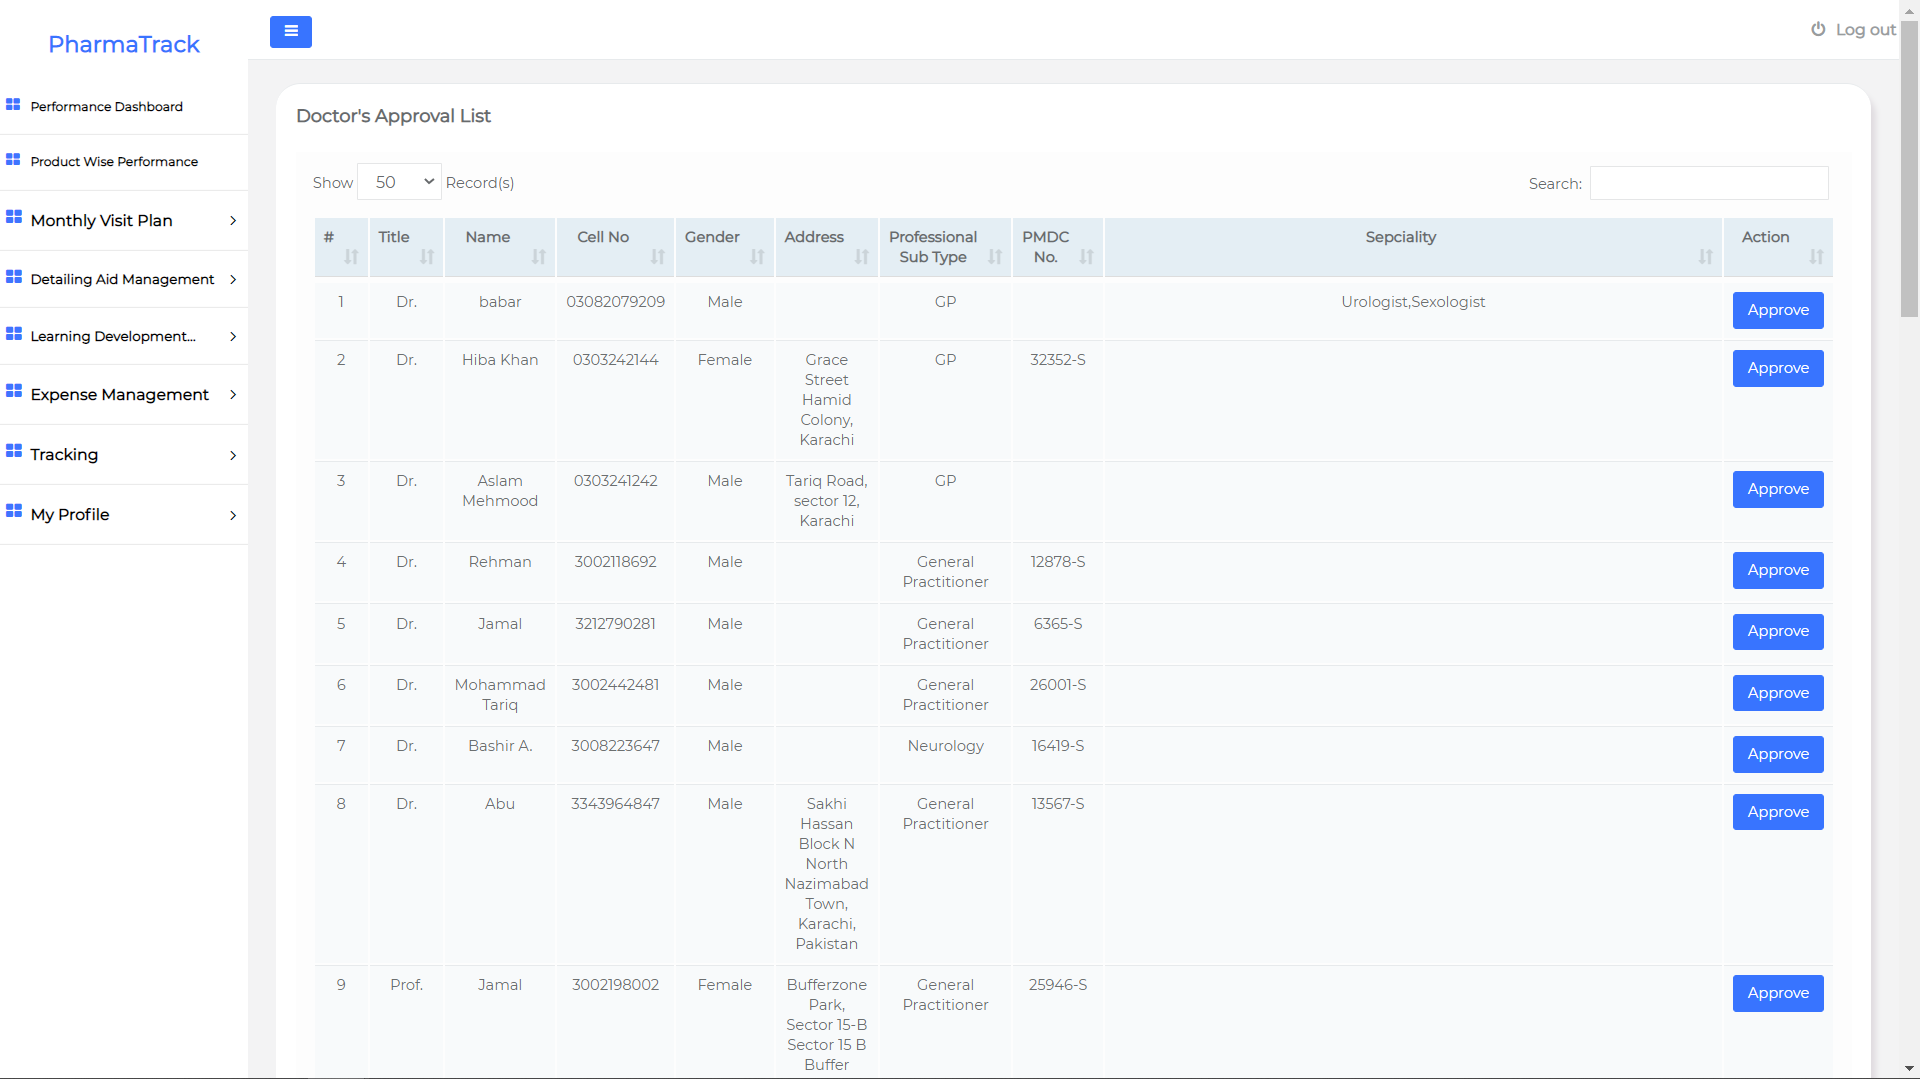 PharmaTrack
Log out
Performance Dashboard
Product Wise Performance
Monthly Visit Plan
Detailing Aid Management
Learning Development...
Expense Management
Tracking
My Profile
Doctor's Approval List
Show 50 Record(s)
Search:
# Title Name Cell No Gender Address Professional Sub Type PMDC No. Sepciality Action
1 Dr. babar 03082079209 Male GP Urologist,Sexologist Approve
2 Dr. Hiba Khan 0303242144 Female Grace GP 32352-S Approve
Street
Hamid
Colony,
Karachi
3 Dr. Aslam 0303241242 Male Tariq Road, GP Approve
Mehmood sector 12,
Karachi
4 Dr. Rehman 3002118692 Male General 12878-S Approve
Practitioner
5 Dr. Jamal 3212790281 Male General 6365-S Approve
Practitioner
6 Dr. Mohammad 3002442481 Male General 26001-S Approve
Tariq Practitioner
7 Dr. Bashir A. 3008223647 Male Neurology 16419-S Approve
8 Dr. Abu 3343964847 Male Sakhi General 13567-S Approve
Hassan Practitioner
Block N
North
Nazimabad
Town,
Karachi,
Pakistan
9 Prof. Jamal 3002198002 Female Bufferzone General 25946-S Approve
Park, Practitioner
Sector 15-B
Sector 15 B
Buffer